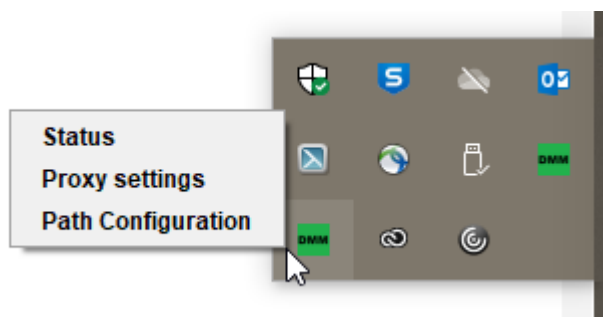 Status
Proxy settings
Path Configuration
S
O
DMM
DMM